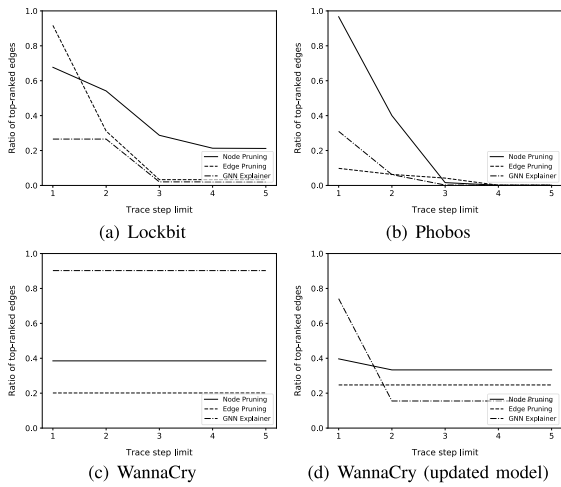 Ratio of top-ranked edges
1.0
0.8
0.6
0.4
0.2
0.0
Node Pruning
Edge Pruning
GNN Explainer
1 2 3 4 5
Trace step limit
(a) Lockbit
Ratio of top-ranked edges
1.0
0.8
0.6
0.4
0.2
0.0
Node Pruning
Edge Pruning
GNN Explainer
1 2 3 4 5
Trace step limit
(b) Phobos
Ratio of top-ranked edges
1.0
0.8
0.6
0.4
0.2
0.0
Node Pruning
Edge Pruning
GNN Explainer
1 2 3 4 5
Trace step limit
(c) WannaCry
Ratio of top-ranked edges
1.0
0.8
0.6
0.4
0.2
0.0
Node Pruning
Edge Pruning
GNN Explainer
1 2 3 4 5
Trace step limit
(d) WannaCry (updated model)